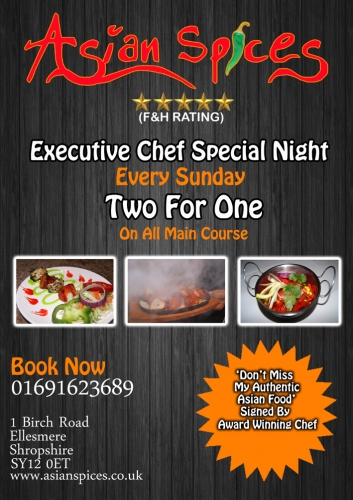 Asian Spices
(F&H RATING)
Executive Chef Special Night
Every Sunday
Two For One
On All Main Course
Book Now
01691623689
1 Birch Road
Ellesmere
Shropshire
SY12 0ET
www.asianspices.co.uk
'Don't Miss
My Authentic
Asian Food'
Signed By
Award Winning Chef